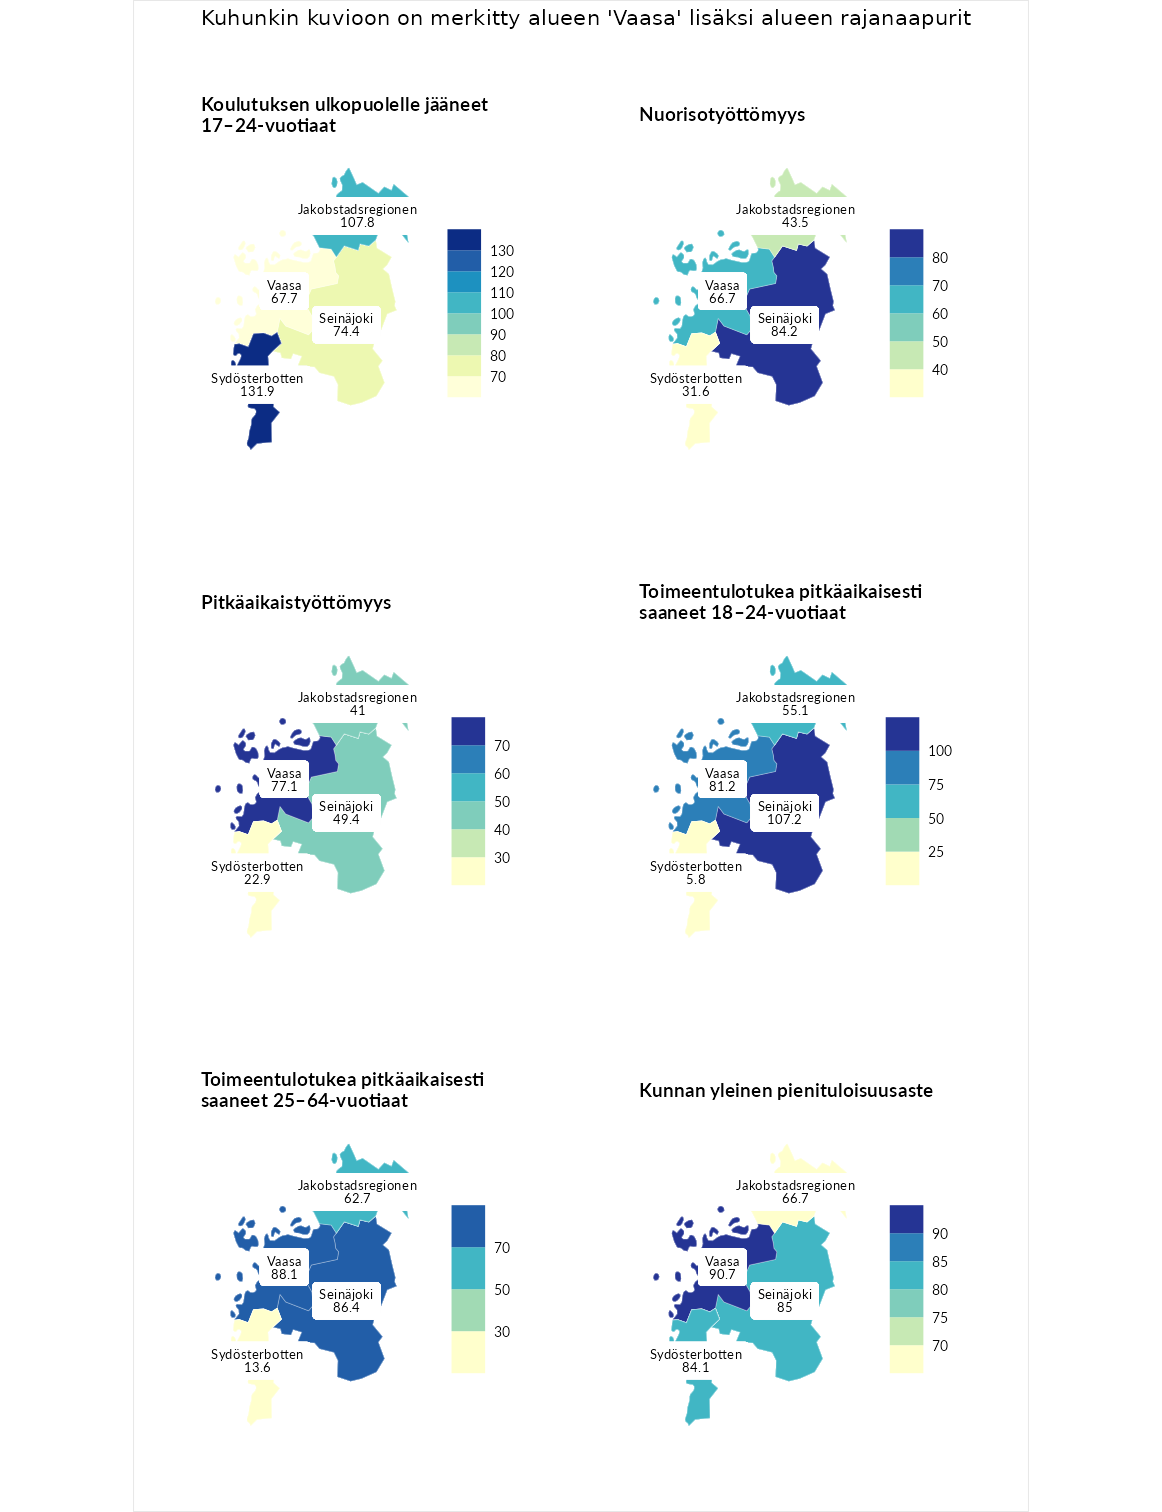 Kuhunkin kuvioon on merkitty alueen 'Vaasa' lisäksi alueen rajanaapurit
Koulutuksen ulkopuolelle jääneet
17–24-vuotiaat
Jakobstadsregionen
107.8
Vaasa
67.7
Seinäjoki
74.4
Sydösterbotten
131.9
130
120
110
100
90
80
70
Nuorisotyöttömyys
Jakobstadsregionen
43.5
Vaasa
66.7
Seinäjoki
84.2
Sydösterbotten
31.6
80
70
60
50
40
Pitkäaikaistyöttömyys
Jakobstadsregionen
41
Vaasa
77.1
Seinäjoki
49.4
Sydösterbotten
22.9
70
60
50
40
30
Toimeentulotukea pitkäaikaisesti
saaneet 18–24-vuotiaat
Jakobstadsregionen
55.1
Vaasa
81.2
Seinäjoki
107.2
Sydösterbotten
5.8
100
75
50
25
Toimeentulotukea pitkäaikaisesti
saaneet 25–64-vuotiaat
Jakobstadsregionen
62.7
Vaasa
88.1
Seinäjoki
86.4
Sydösterbotten
13.6
70
50
30
Kunnan yleinen pienituloisuusaste
Jakobstadsregionen
66.7
Vaasa
90.7
Seinäjoki
85
Sydösterbotten
84.1
90
85
80
75
70